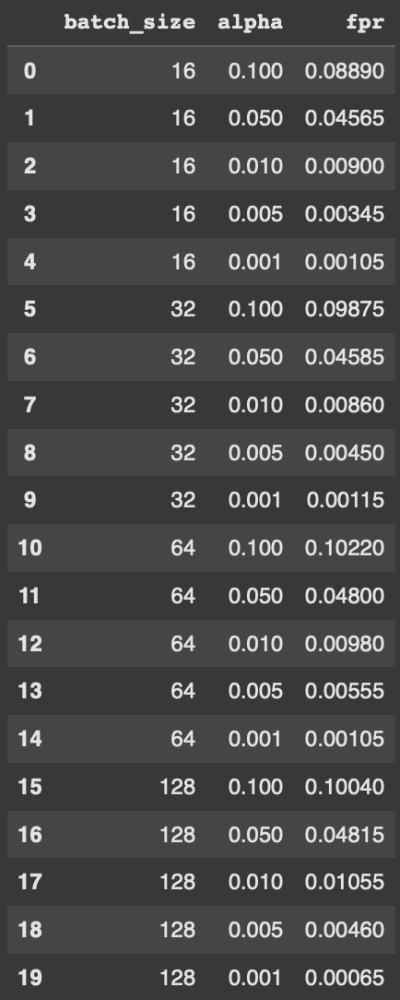 batch_size alpha fpr
0 16 0.100 0.08890
1 16 0.050 0.04565
2 16 0.010 0.00900
3 16 0.005 0.00345
4 16 0.001 0.00105
5 32 0.100 0.09875
6 32 0.050 0.04585
7 32 0.010 0.00860
8 32 0.005 0.00450
9 32 0.001 0.00115
10 64 0.100 0.10220
11 64 0.050 0.04800
12 64 0.010 0.00980
13 64 0.005 0.00555
14 64 0.001 0.00105
15 128 0.100 0.10040
16 128 0.050 0.04815
17 128 0.010 0.01055
18 128 0.005 0.00460
19 128 0.001 0.00065